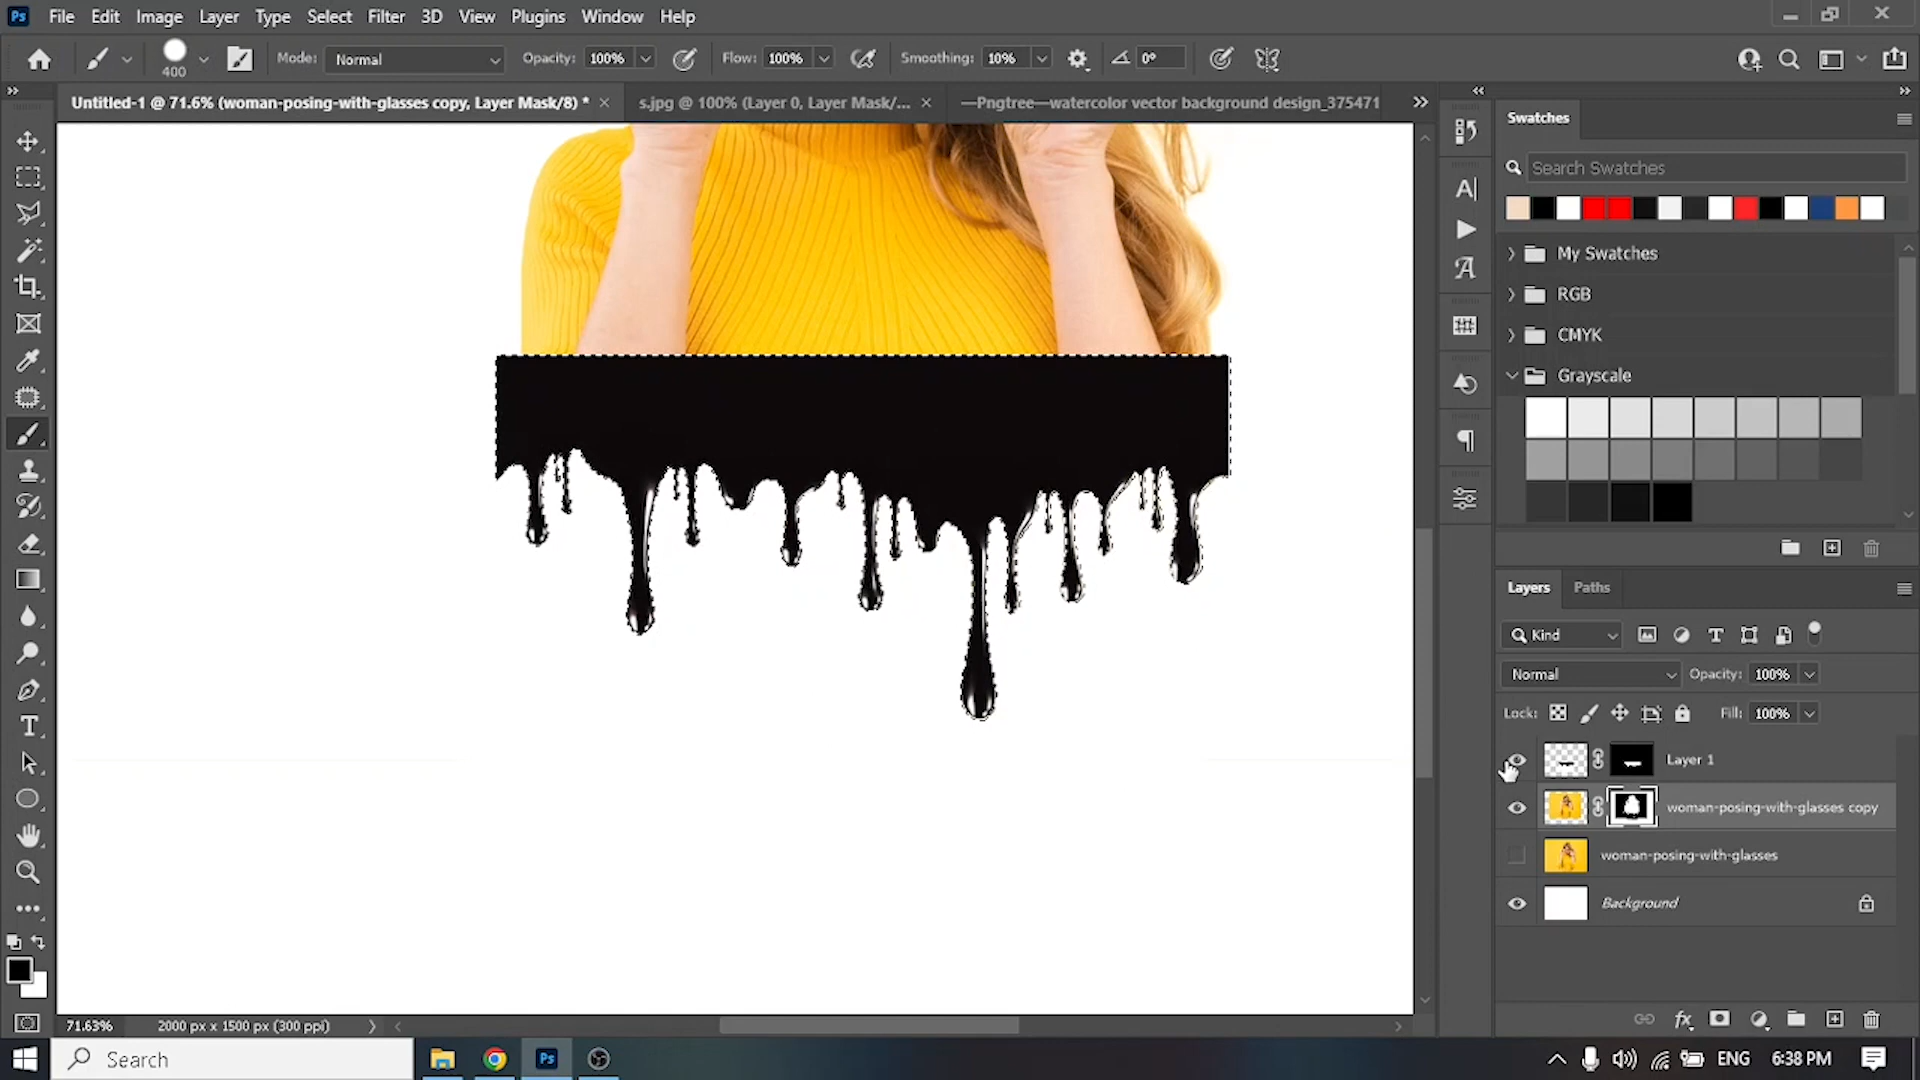 Ps File Edit Image Layer Type Select Filter 3D View Plugins Window Help
400 Mode: Normal Opacity: 100% Flow: 100% Smoothing: 10% 0°
Untitled-1 @ 71.6% (woman-posing-with-glasses copy, Layer Mask/8) * s.jpg @ 100% (Layer 0, Layer Mask/... —Pngtree—watercolor vector background design_375471
Swatches
Search Swatches
My Swatches
RGB
CMYK
Grayscale
Layers Paths
Kind
Normal Opacity: 100%
Lock: Fill: 100%
Layer 1
woman-posing-with-glasses copy
woman-posing-with-glasses
Background
71.63% 2000 px x 1500 px (300 ppi)
Search Ps ENG 6:38 PM